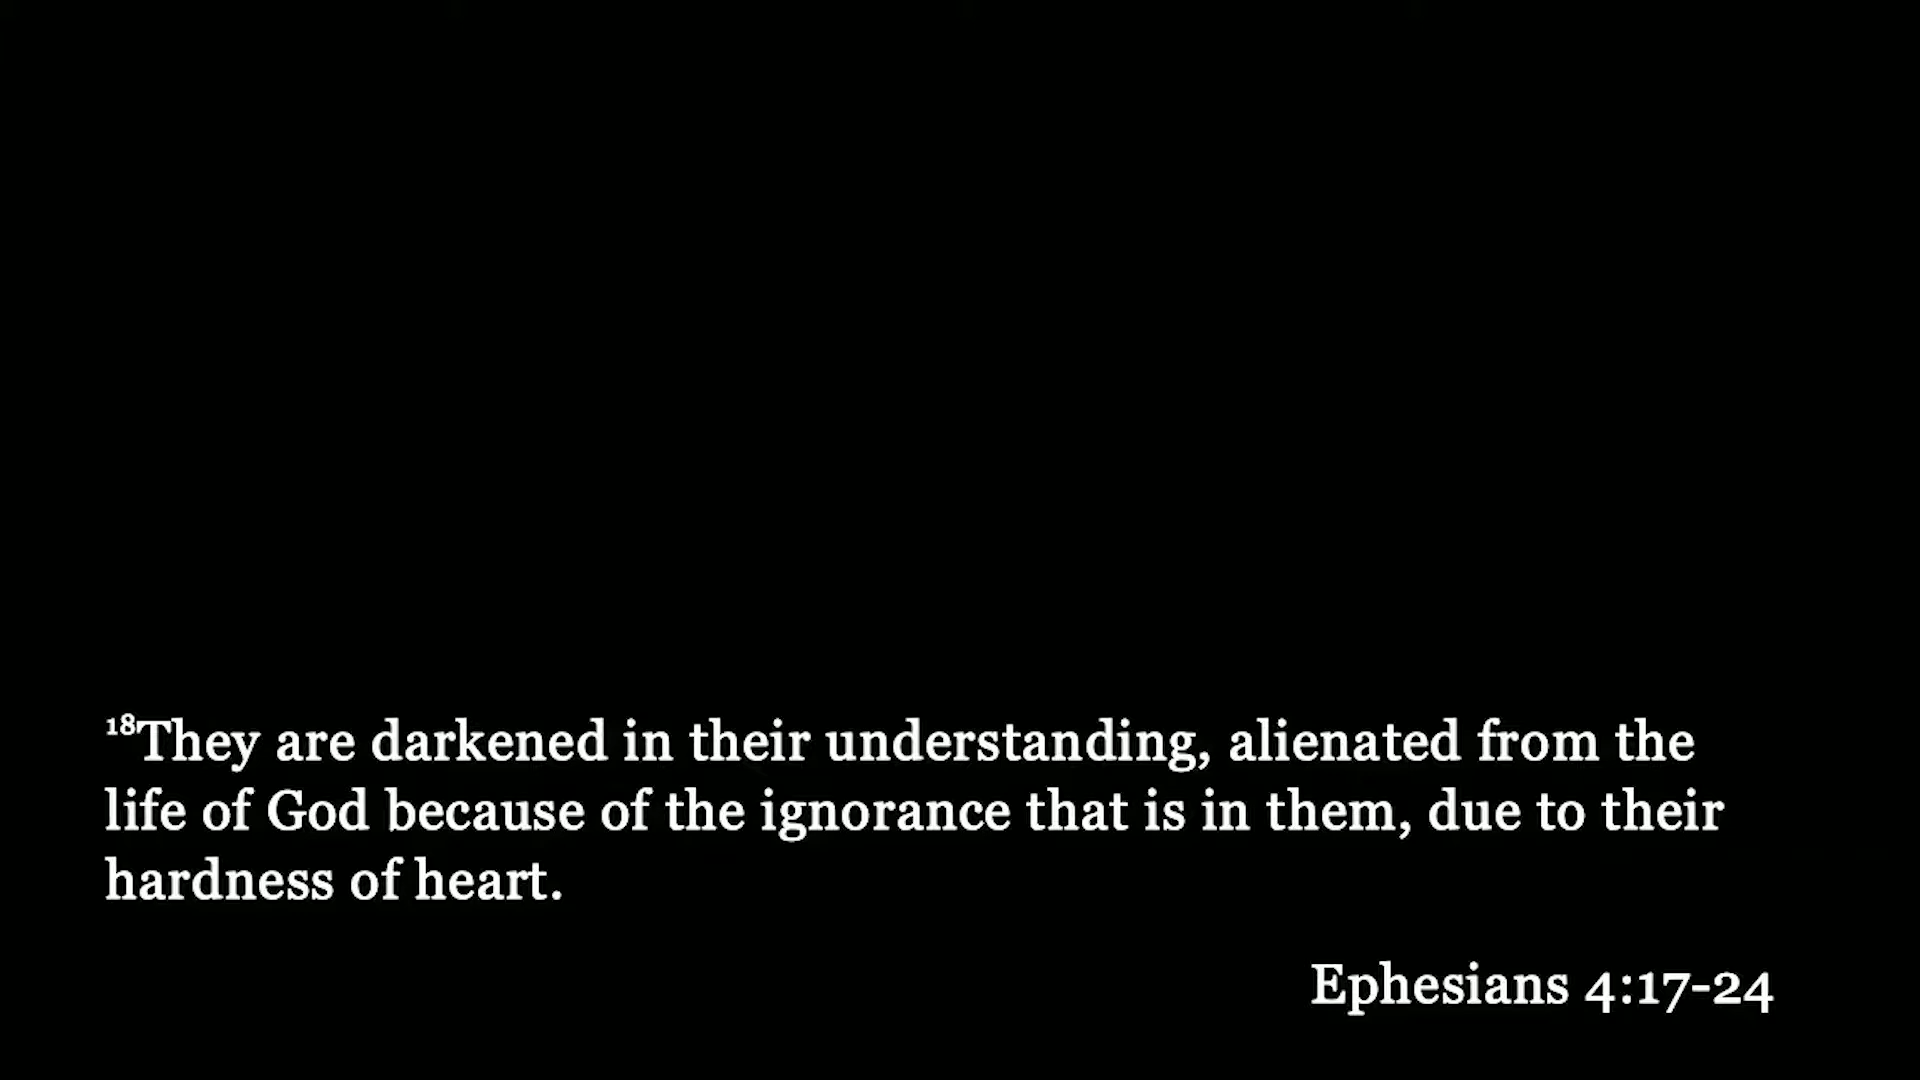 ¹⁸They are darkened in their understanding, alienated from the
life of God because of the ignorance that is in them, due to their
hardness of heart.
Ephesians 4:17-24